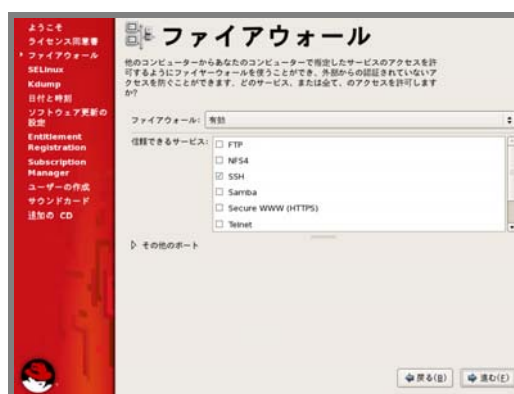 ようこそ
ライセンス同意書
ファイアウォール
SELinux
Kdump
日付と時刻
ソフトウェア更新の
設定
Entitlement
Registration
Subscription
Manager
ユーザーの作成
サウンドカード
追加の CD
ファイアウォール
他のコンピューターからあなたのコンピューターで指定したサービスのアクセスを許
可するようにファイヤーウォールを使うことができ、外部からの認証されていないア
クセスを防ぐことができます. どのサービス、または全て、のアクセスを許可します
か?
ファイアウォール: 有効
信頼できるサービス:
FTP
NFS4
SSH
Samba
Secure WWW (HTTPS)
Telnet
その他のポート
戻る(B)
進む(F)